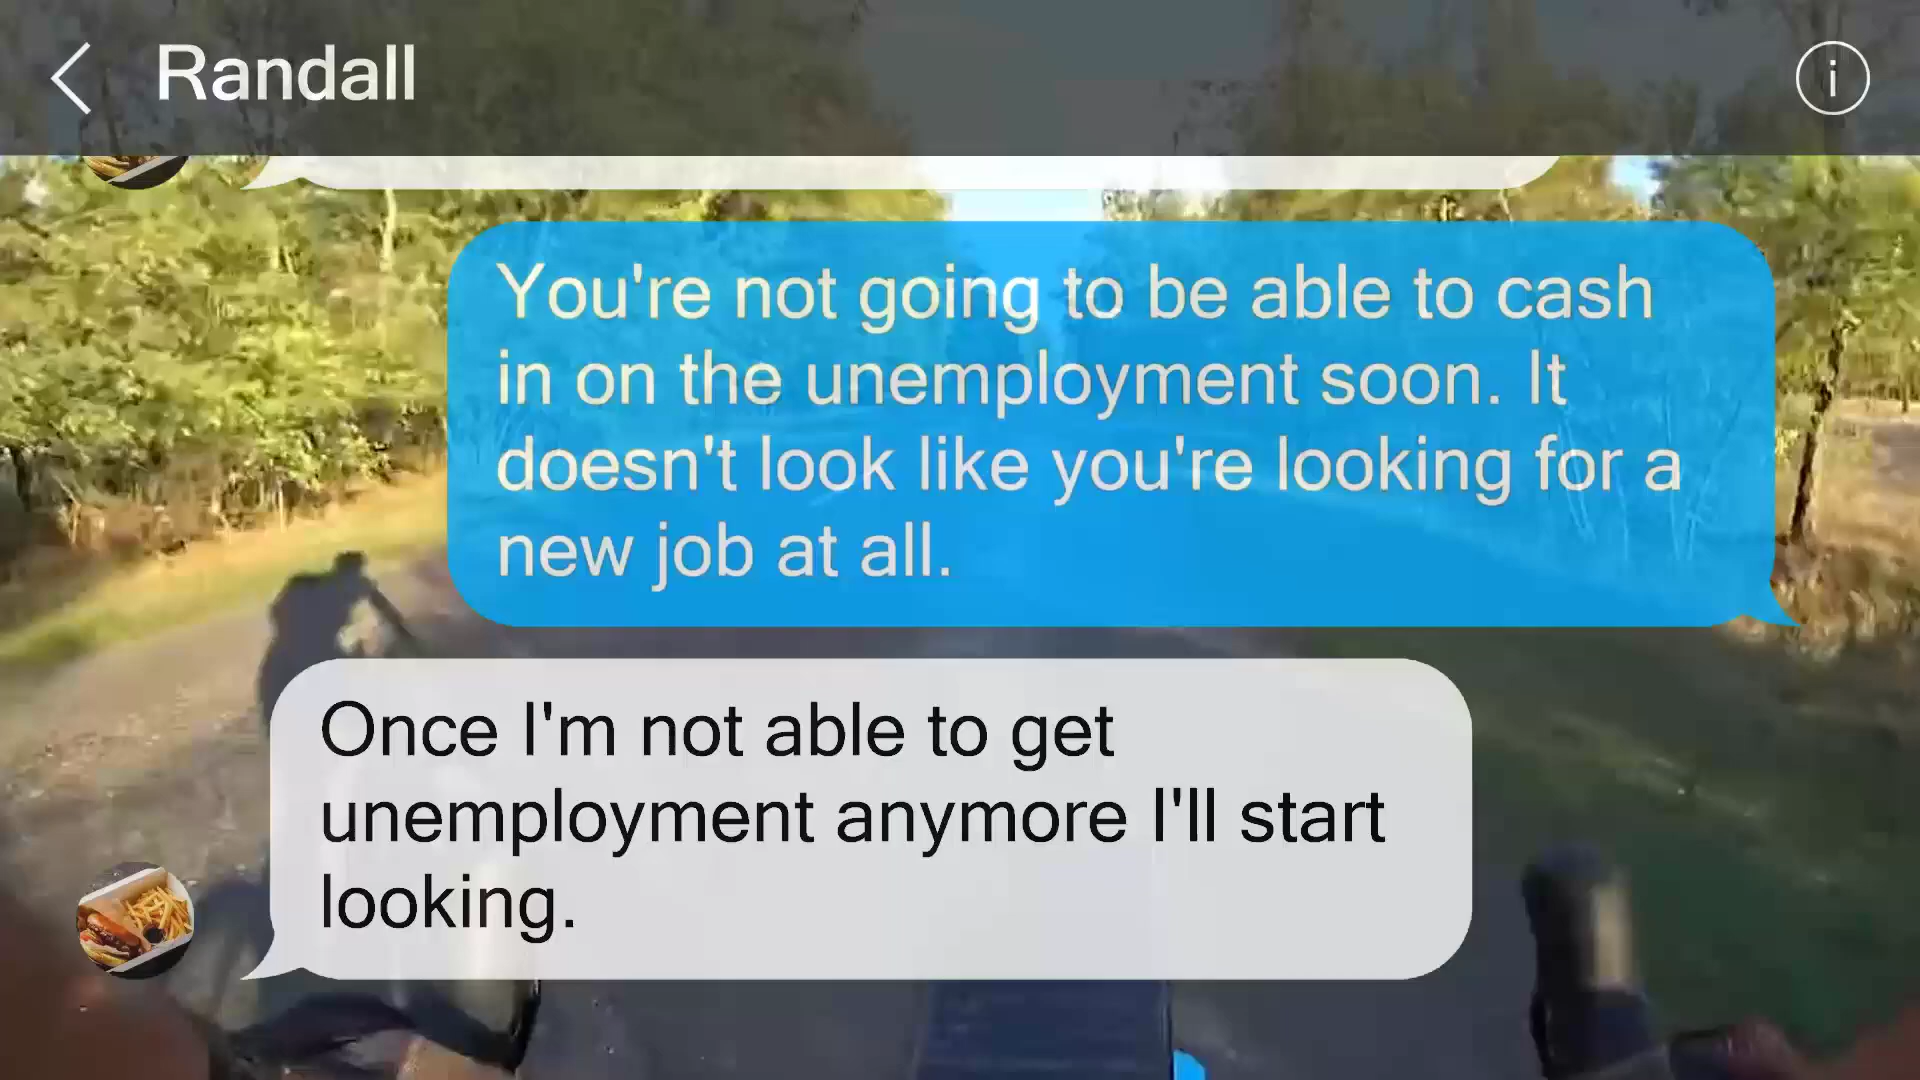 Randall
You're not going to be able to cash
in on the unemployment soon. It
doesn't look like you're looking for a
new job at all.
Once I'm not able to get
unemployment anymore I'll start
looking.